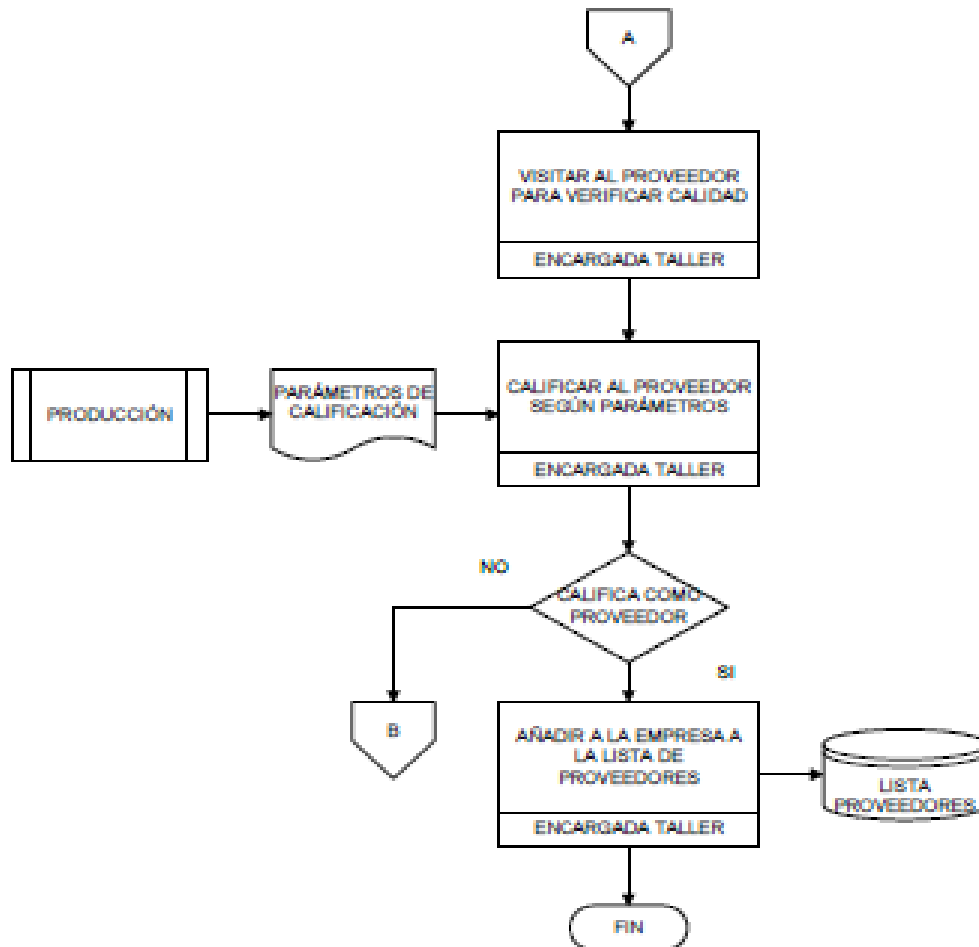 A
VISITAR AL PROVEEDOR
PARA VERIFICAR CALIDAD
ENCARGADA TALLER
PRODUCCIÓN
PARÁMETROS DE
CALIFICACIÓN
CALIFICAR AL PROVEEDOR
SEGÚN PARÁMETROS
ENCARGADA TALLER
NO
CALIFICA COMO
PROVEEDOR
SI
B
AÑADIR A LA EMPRESA A
LA LISTA DE
PROVEEDORES
ENCARGADA TALLER
LISTA
PROVEEDORES
FIN